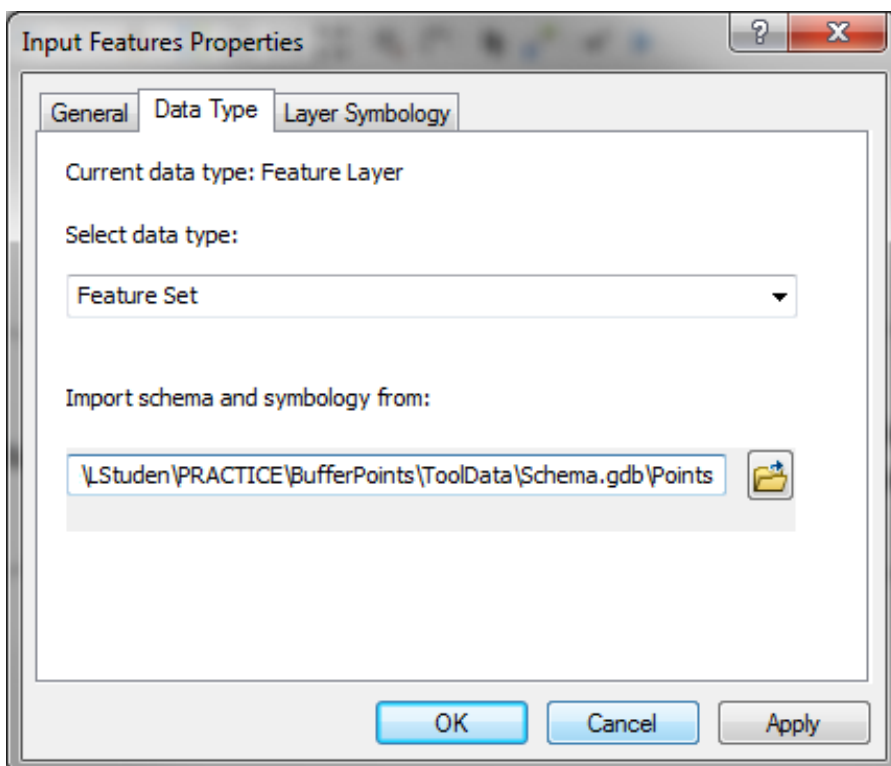 Input Features Properties
General Data Type Layer Symbology
Current data type: Feature Layer
Select data type:
Feature Set
Import schema and symbology from:
\LStuden\PRACTICE\BufferPoints\ToolData\Schema.gdb\Points
OK Cancel Apply